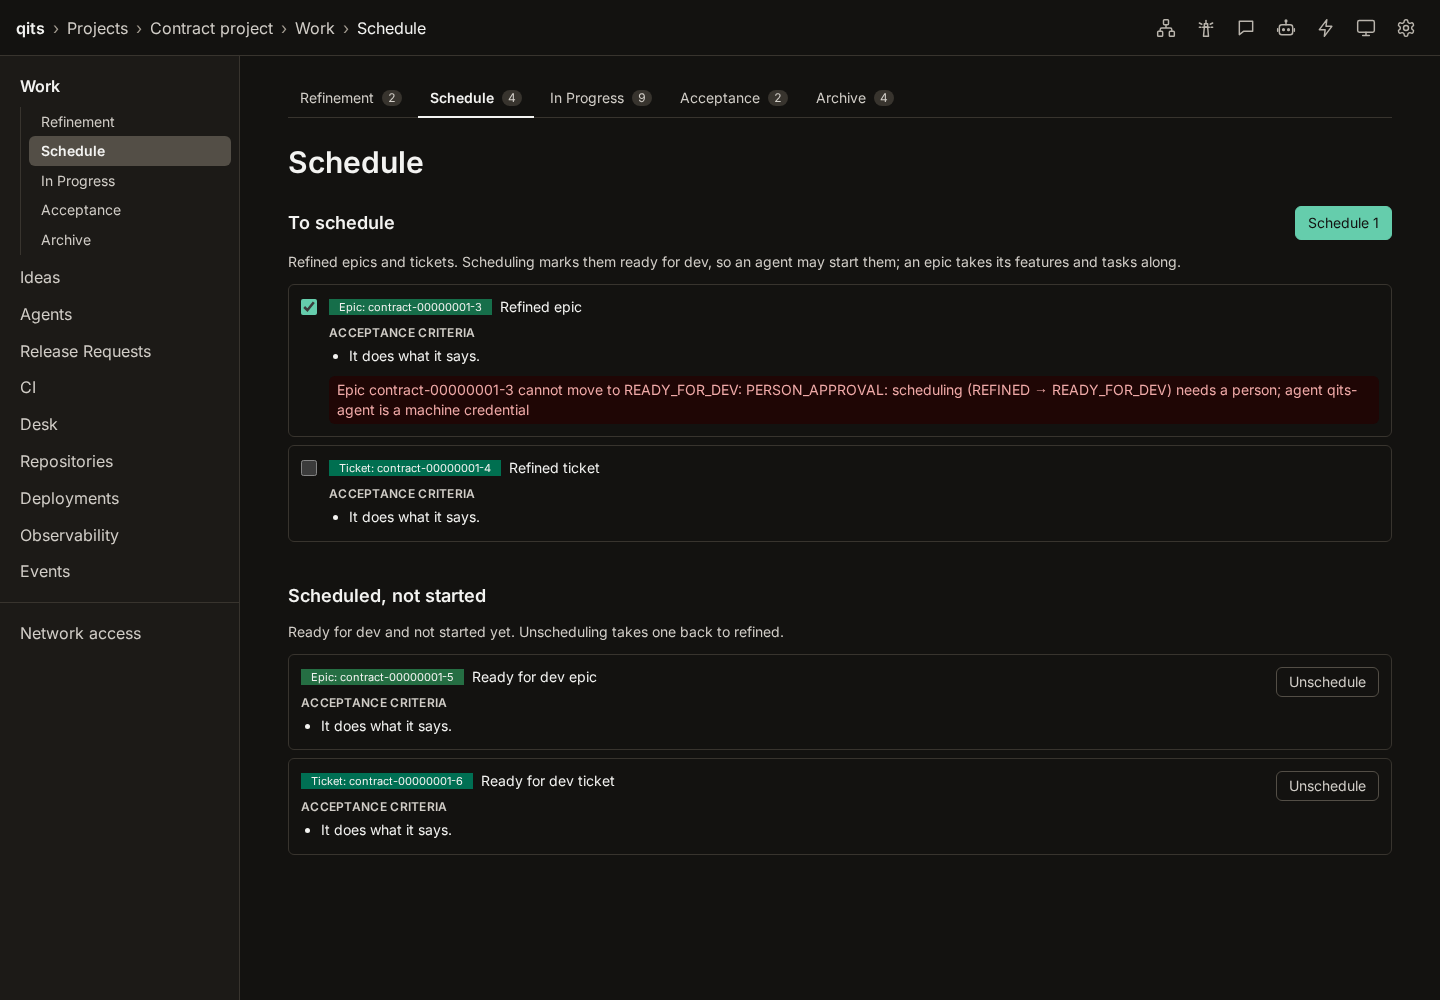 qits › Projects › Contract project › Work › Schedule
Work
Refinement
Schedule
In Progress
Acceptance
Archive
Ideas
Agents
Release Requests
CI
Desk
Repositories
Deployments
Observability
Events
Network access
Refinement 2 Schedule 4 In Progress 9 Acceptance 2 Archive 4
Schedule
To schedule
Schedule 1
Refined epics and tickets. Scheduling marks them ready for dev, so an agent may start them; an epic takes its features and tasks along.
Epic: contract-00000001-3 Refined epic
ACCEPTANCE CRITERIA
• It does what it says.
Epic contract-00000001-3 cannot move to READY_FOR_DEV: PERSON_APPROVAL: scheduling (REFINED → READY_FOR_DEV) needs a person; agent qits-
agent is a machine credential
Ticket: contract-00000001-4 Refined ticket
ACCEPTANCE CRITERIA
• It does what it says.
Scheduled, not started
Ready for dev and not started yet. Unscheduling takes one back to refined.
Epic: contract-00000001-5 Ready for dev epic
Unschedule
ACCEPTANCE CRITERIA
• It does what it says.
Ticket: contract-00000001-6 Ready for dev ticket
Unschedule
ACCEPTANCE CRITERIA
• It does what it says.